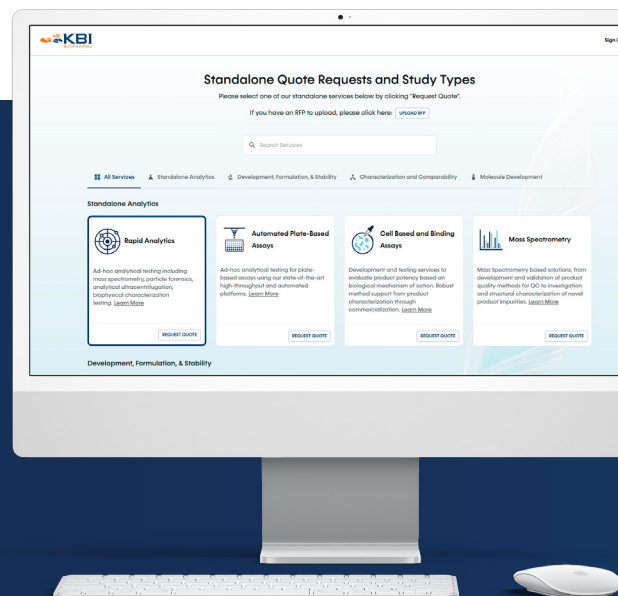 KBI
BIOPHARMA
Sign
Standalone Quote Requests and Study Types
Please select one of our standalone services below by clicking "Request Quote".
If you have an RFP to upload, please click here: UPLOAD RFP
Search Services
All Services Standalone Analytics Development, Formulation, & Stability Characterization and Comparability Molecule Development
Standalone Analytics
Rapid Analytics
Ad-hoc analytical testing including
mass spectrometry, particle forensics,
analytical ultracentrifugation,
biophysical characterization
testing. Learn More
REQUEST QUOTE
Automated Plate-Based
Assays
Ad-hoc analytical testing for plate-
based assays using our state-of-the-art
high-throughput and automated
platforms. Learn More
REQUEST QUOTE
Cell Based and Binding
Assays
Development and testing services to
evaluate product potency based on
biological mechanism of action. Robust
method support from product
characterization through
commercialization. Learn More
REQUEST QUOTE
Mass Spectrometry
Mass Spectrometry based solutions, from
development and validation of product
quality methods for QC to investigation
and structural characterization of novel
product impurities. Learn More
REQUEST QUOTE
Development, Formulation, & Stability